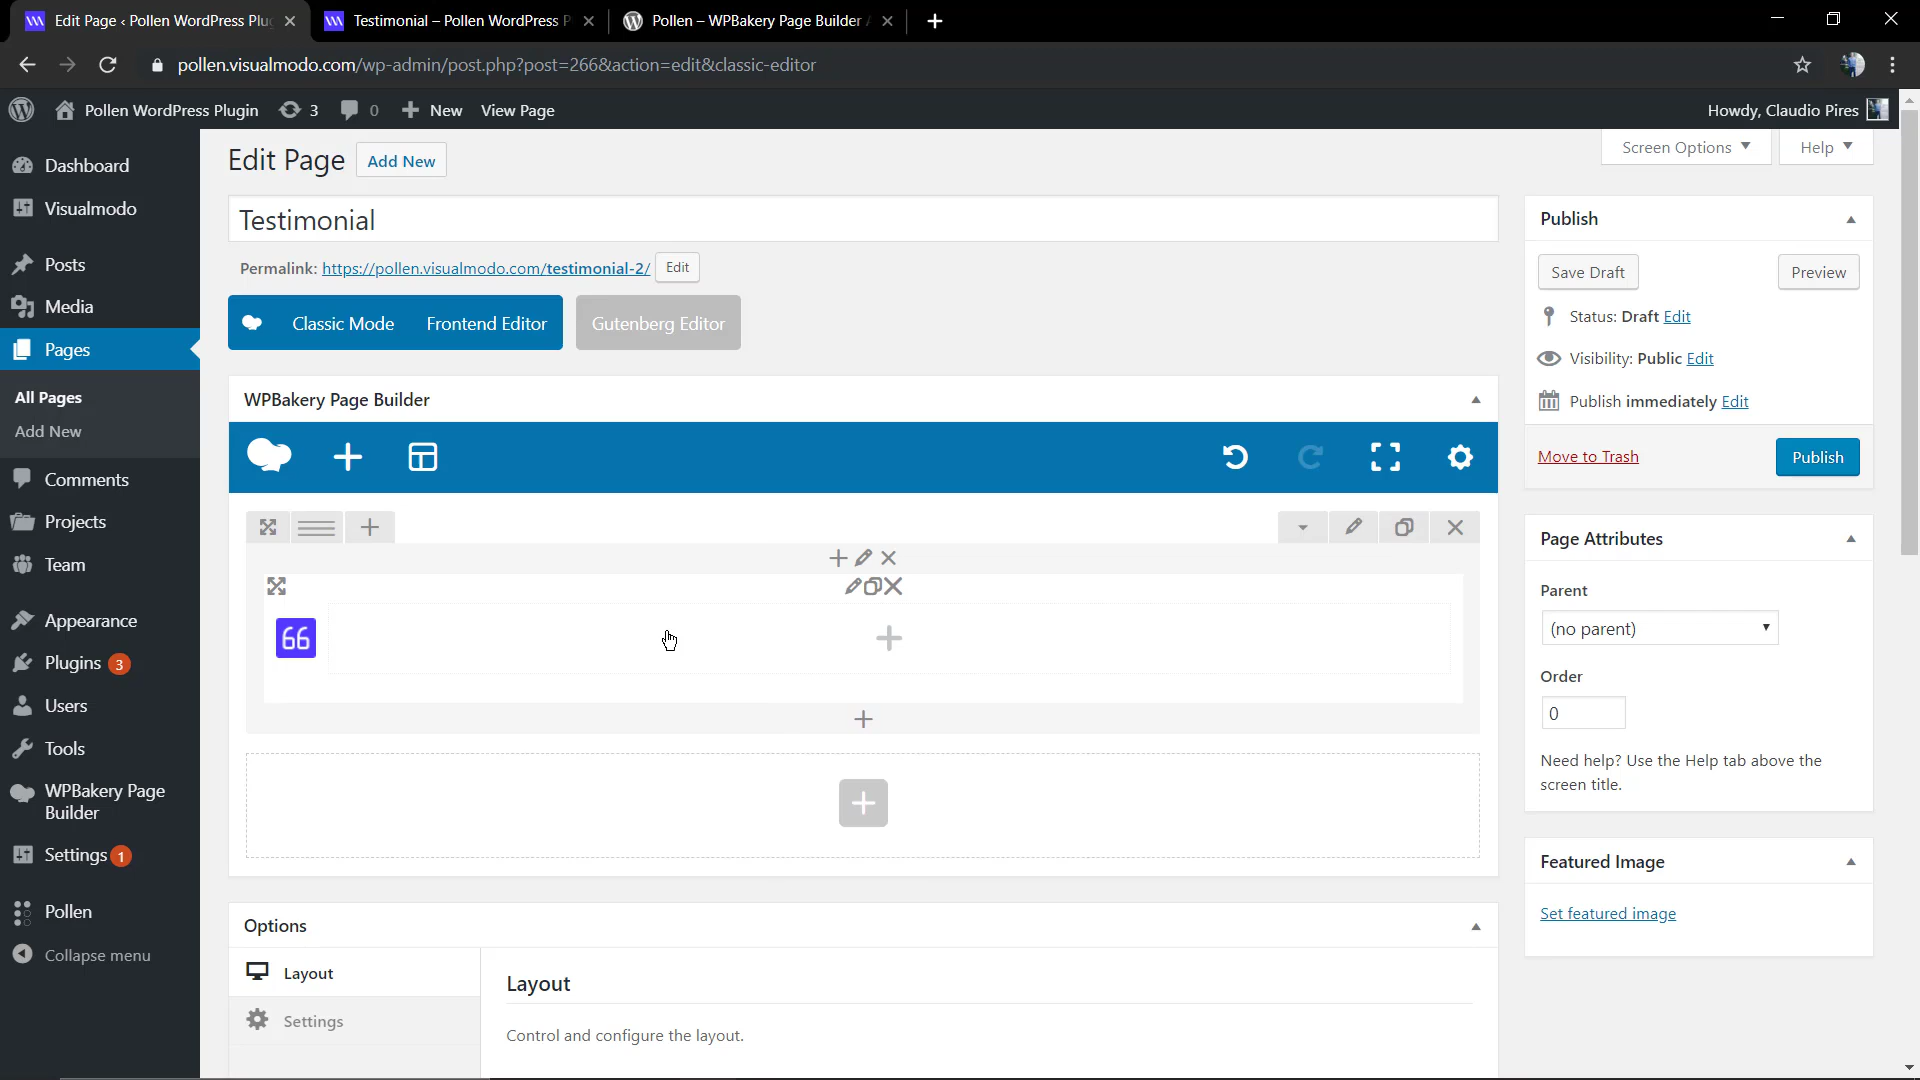 Edit Page ‹ Pollen WordPress Plu
Testimonial – Pollen WordPress P
Pollen – WPBakery Page Builder
pollen.visualmodo.com/wp-admin/post.php?post=266&action=edit&classic-editor
Pollen WordPress Plugin
3
0
New
View Page
Howdy, Claudio Pires
Dashboard
Visualmodo
Posts
Media
Pages
All Pages
Add New
Comments
Projects
Team
Appearance
Plugins 3
Users
Tools
WPBakery Page
Builder
Settings 1
Pollen
Collapse menu
Edit Page
Add New
Screen Options
Help
Testimonial
Permalink: https://pollen.visualmodo.com/testimonial-2/ Edit
Classic Mode
Frontend Editor
Gutenberg Editor
WPBakery Page Builder
66
Options
Layout
Settings
Layout
Control and configure the layout.
Publish
Save Draft
Preview
Status: Draft Edit
Visibility: Public Edit
Publish immediately Edit
Move to Trash
Publish
Page Attributes
Parent
(no parent)
Order
0
Need help? Use the Help tab above the
screen title.
Featured Image
Set featured image